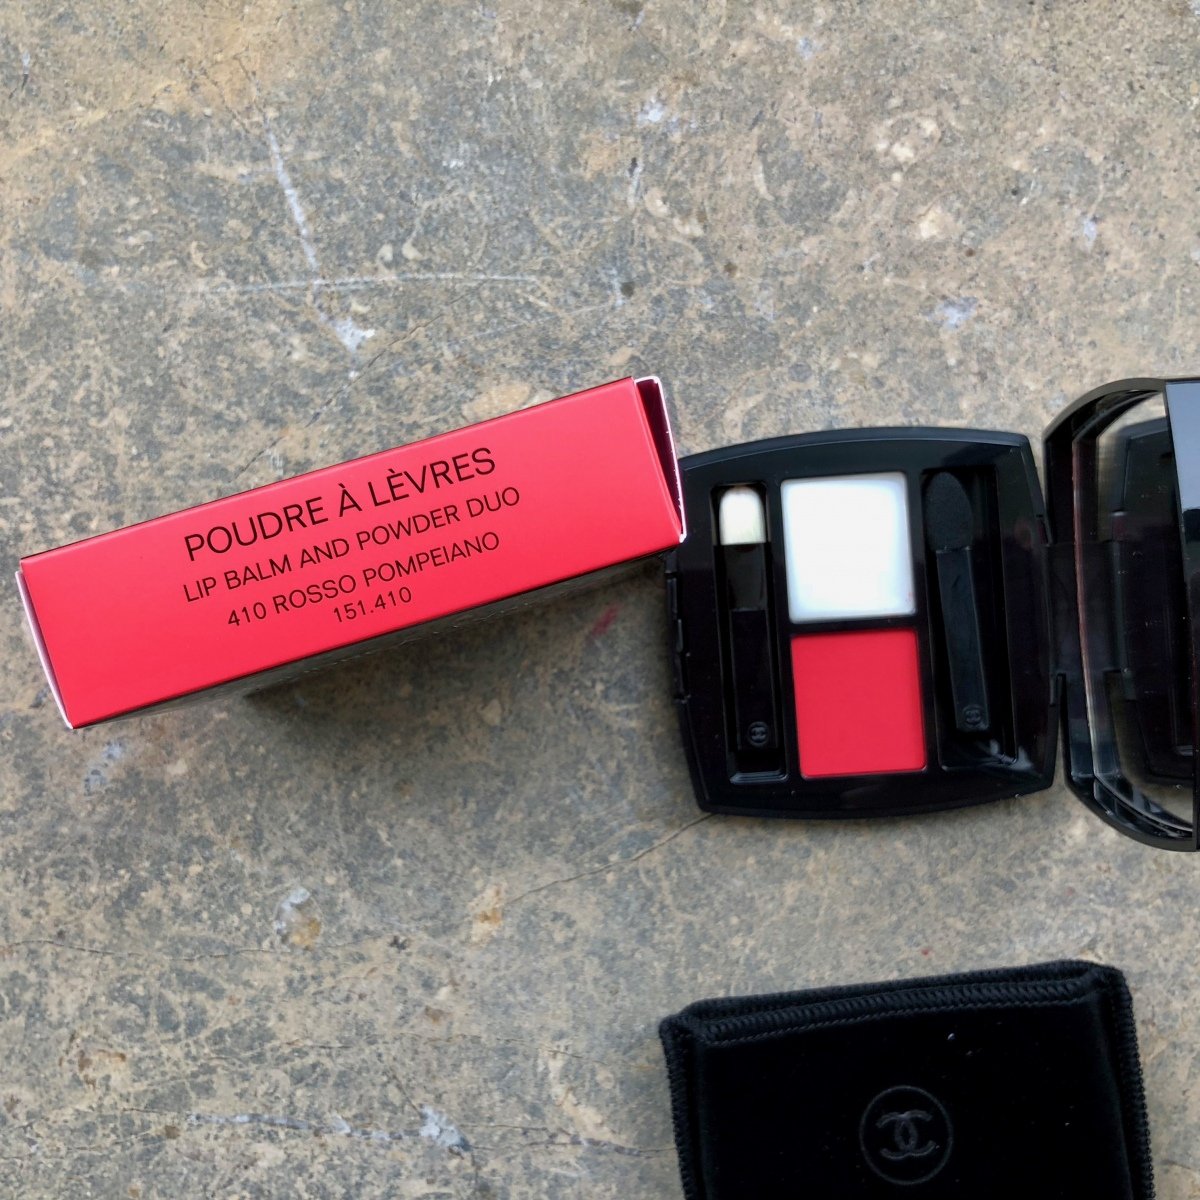 POUDRE À LÈVRES
LIP BALM AND POWDER DUO
410 ROSSO POMPEIANO
151.410